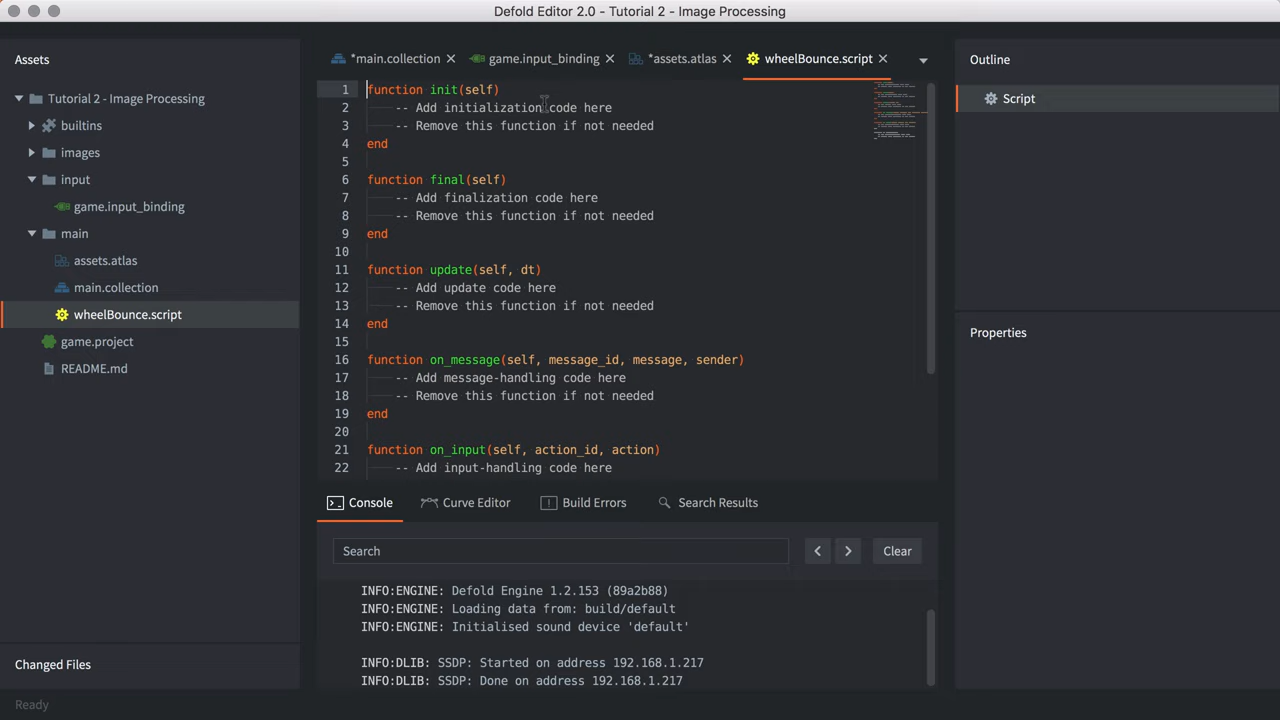 Defold Editor 2.0 - Tutorial 2 - Image Processing
Assets
Tutorial 2 - Image Processing
builtins
images
input
game.input_binding
main
assets.atlas
main.collection
wheelBounce.script
game.project
README.md
Changed Files
Ready
*main.collection
game.input_binding
*assets.atlas
wheelBounce.script
1 function init(self)
2 -- Add initialization code here
3 -- Remove this function if not needed
4 end
5
6 function final(self)
7 -- Add finalization code here
8 -- Remove this function if not needed
9 end
10
11 function update(self, dt)
12 -- Add update code here
13 -- Remove this function if not needed
14 end
15
16 function on_message(self, message_id, message, sender)
17 -- Add message-handling code here
18 -- Remove this function if not needed
19 end
20
21 function on_input(self, action_id, action)
22 -- Add input-handling code here
Console
Curve Editor
Build Errors
Search Results
Search
Clear
INFO:ENGINE: Defold Engine 1.2.153 (89a2b88)
INFO:ENGINE: Loading data from: build/default
INFO:ENGINE: Initialised sound device 'default'
INFO:DLIB: SSDP: Started on address 192.168.1.217
INFO:DLIB: SSDP: Done on address 192.168.1.217
Outline
Script
Properties